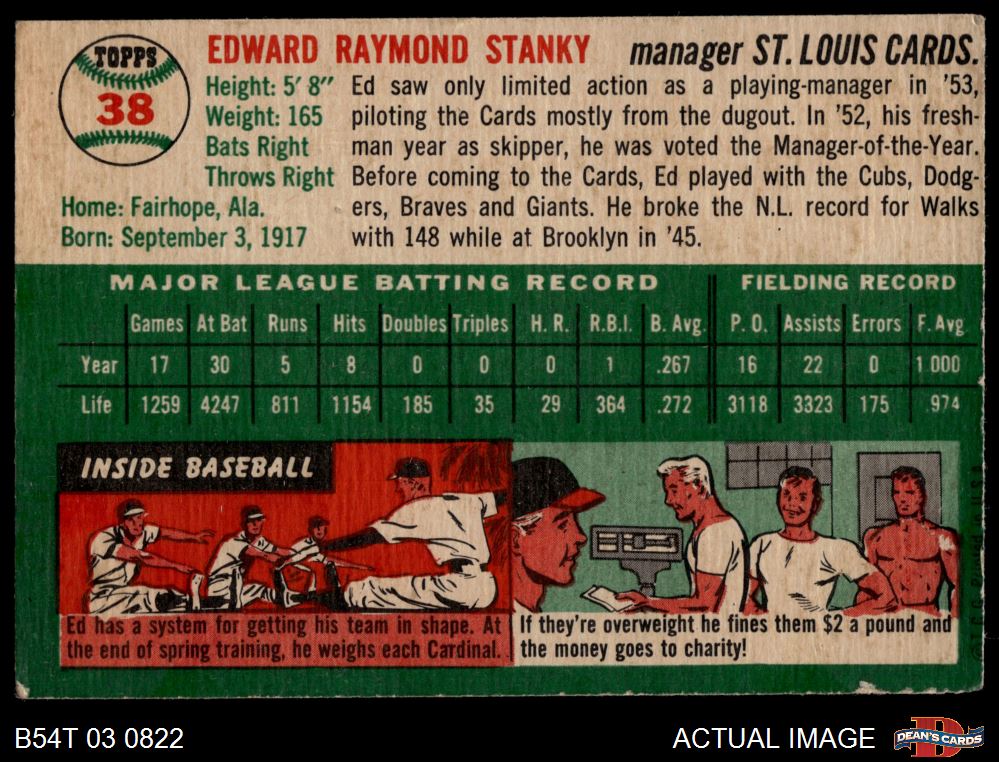 TOPPS
38
EDWARD RAYMOND STANKY manager ST. LOUIS CARDS.
Height: 5' 8"
Weight: 165
Bats Right
Throws Right
Home: Fairhope, Ala.
Born: September 3, 1917
Ed saw only limited action as a playing-manager in '53,
piloting the Cards mostly from the dugout. In '52, his fresh-
man year as skipper, he was voted the Manager-of-the-Year.
Before coming to the Cards, Ed played with the Cubs, Dodg-
ers, Braves and Giants. He broke the N.L. record for Walks
with 148 while at Brooklyn in '45.
MAJOR LEAGUE BATTING RECORD FIELDING RECORD
Games At Bat Runs Hits Doubles Triples H. R. R.B.I. B. Avg. P. O. Assists Errors F. Avg
Year 17 30 5 8 0 0 0 1 .267 16 22 0 1 000
Life 1259 4247 811 1154 185 35 29 364 .272 3118 3323 175 .974
INSIDE BASEBALL
Ed has a system for getting his team in shape. At
the end of spring training, he weighs each Cardinal.
If they're overweight he fines them $2 a pound and
the money goes to charity!
B54T 03 0822
ACTUAL IMAGE
DEAN'S CARDS